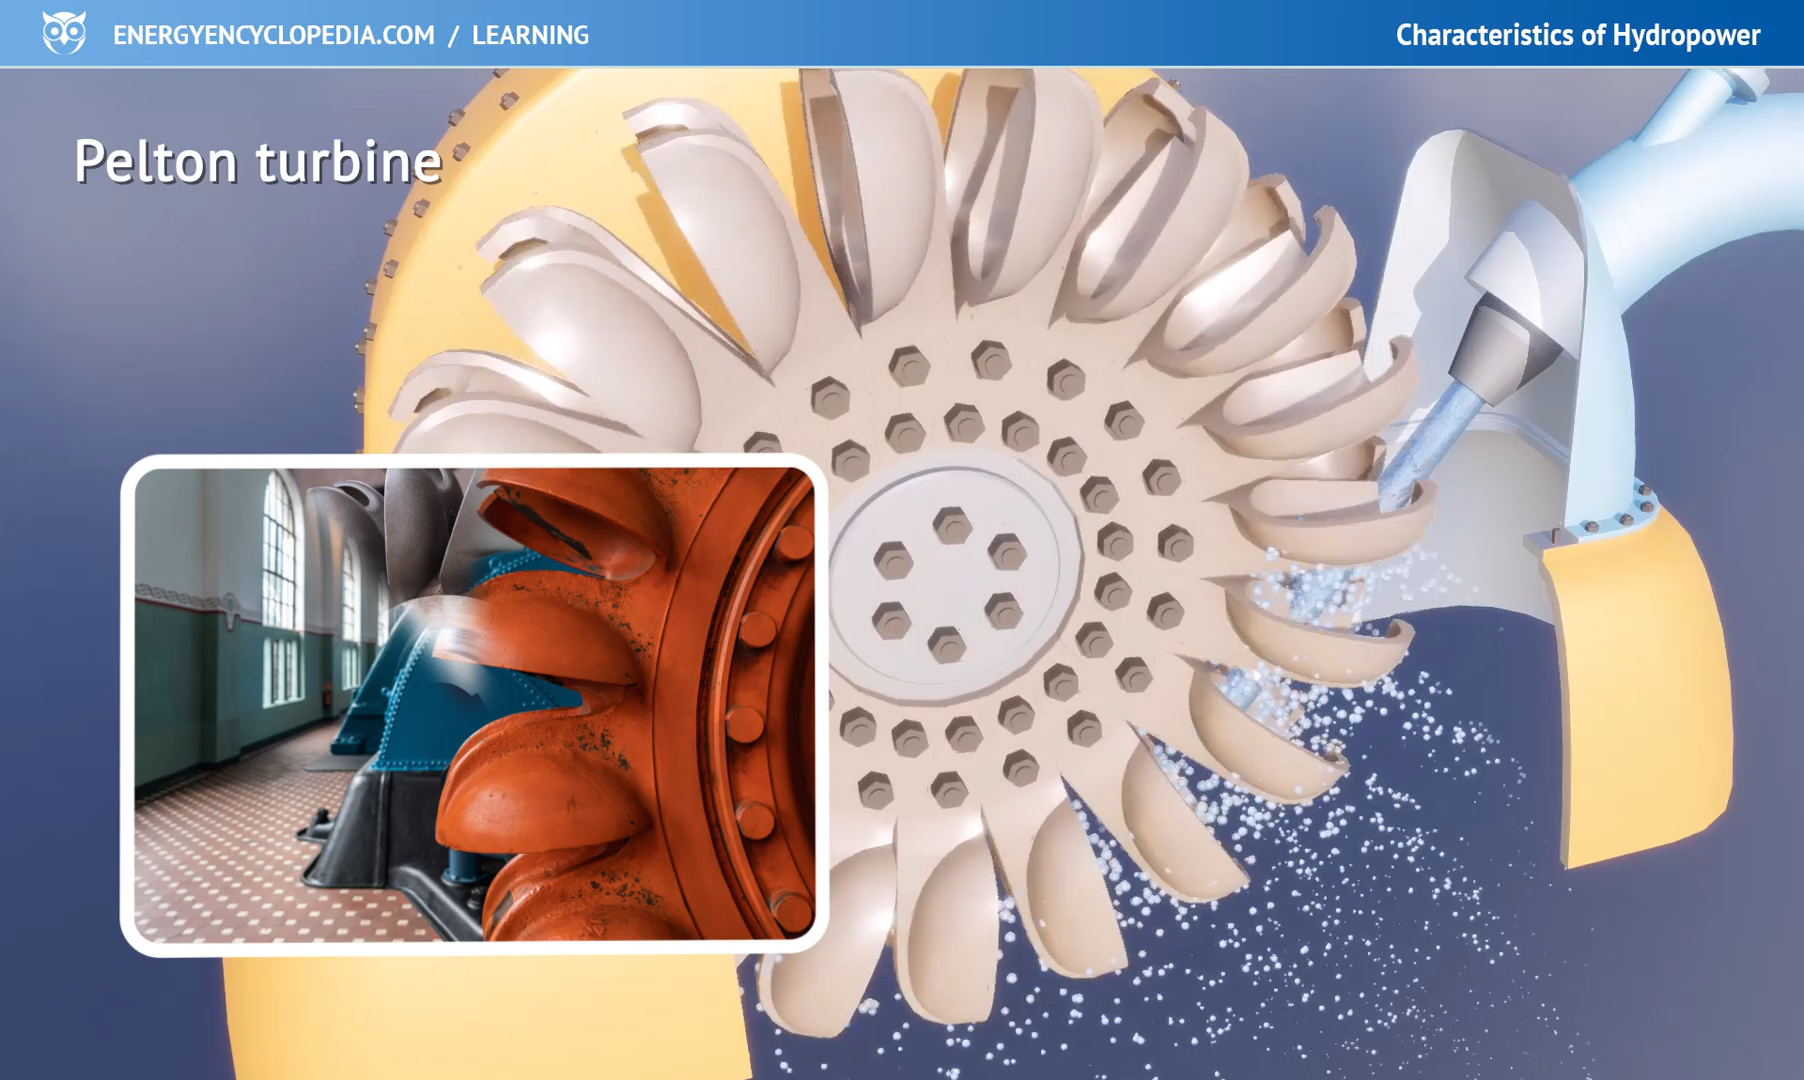 ENERGYENCYCLOPEDIA.COM / LEARNING
Characteristics of Hydropower
Pelton turbine